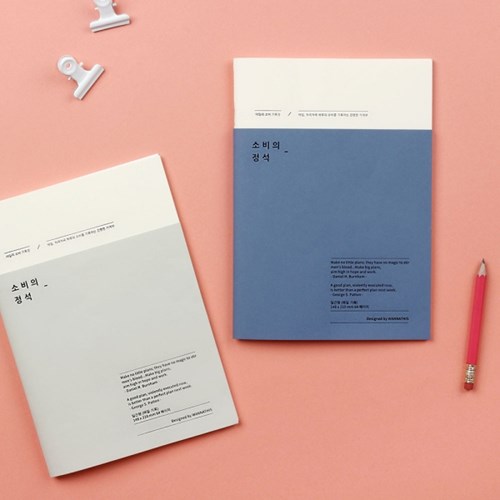 소비의 _
정석
Make no little plans; they have no magic to stir
men's blood...Make big plans,
aim high in hope and work.
- Daniel H. Burnham -
A good plan, violently executed now,
is better than a perfect plan next week.
- George S. Patton -
Designed by
/
소비의 _
정석
Make no little plans; they have no magic to stir
men's blood...Make big plans,
aim high in hope and work.
- Daniel H. Burnham -
A good plan, violently executed now,
is better than a perfect plan next week.
- George S. Patton -
Designed by